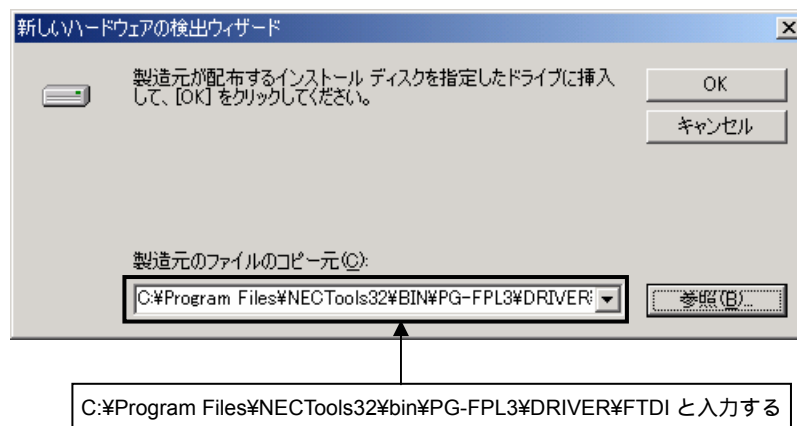 新しいハードウェアの検出ウィザード
製造元が配布するインストール ディスクを指定したドライブに挿入
して、[OK] をクリックしてください。
OK
キャンセル
製造元のファイルのコピー元(C):
C:¥Program Files¥NECTools32¥BIN¥PG-FPL3¥DRIVER¥
参照(B)...
C:¥Program Files¥NECTools32¥bin¥PG-FPL3¥DRIVER¥FTDI と入力する